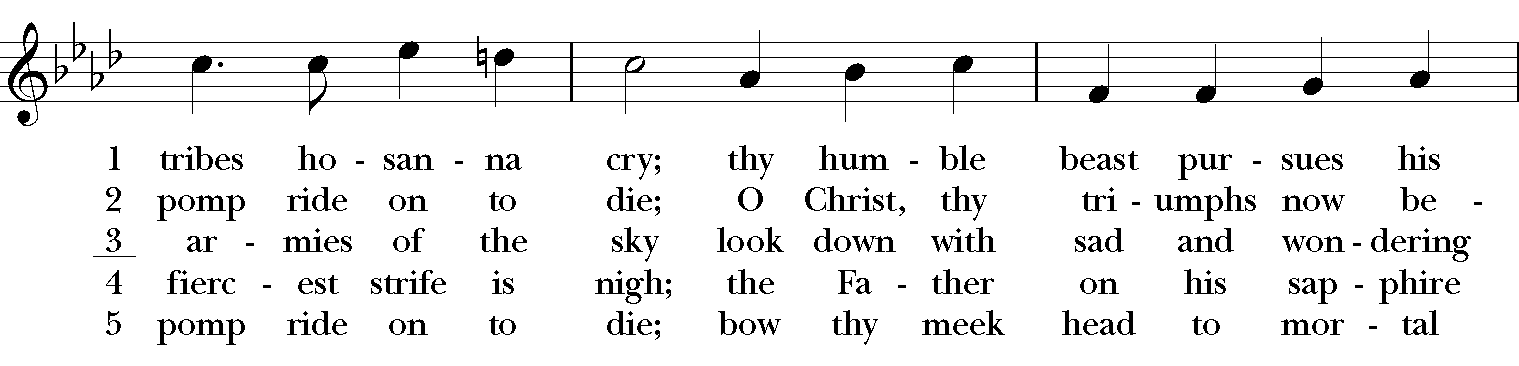 1 tribes ho - san - na cry; thy hum - ble beast pur - sues his
2 pomp ride on to die; O Christ, thy tri - umphs now be -
3 ar - mies of the sky look down with sad and won - dering
4 fierc - est strife is nigh; the Fa - ther on his sap - phire
5 pomp ride on to die; bow thy meek head to mor - tal